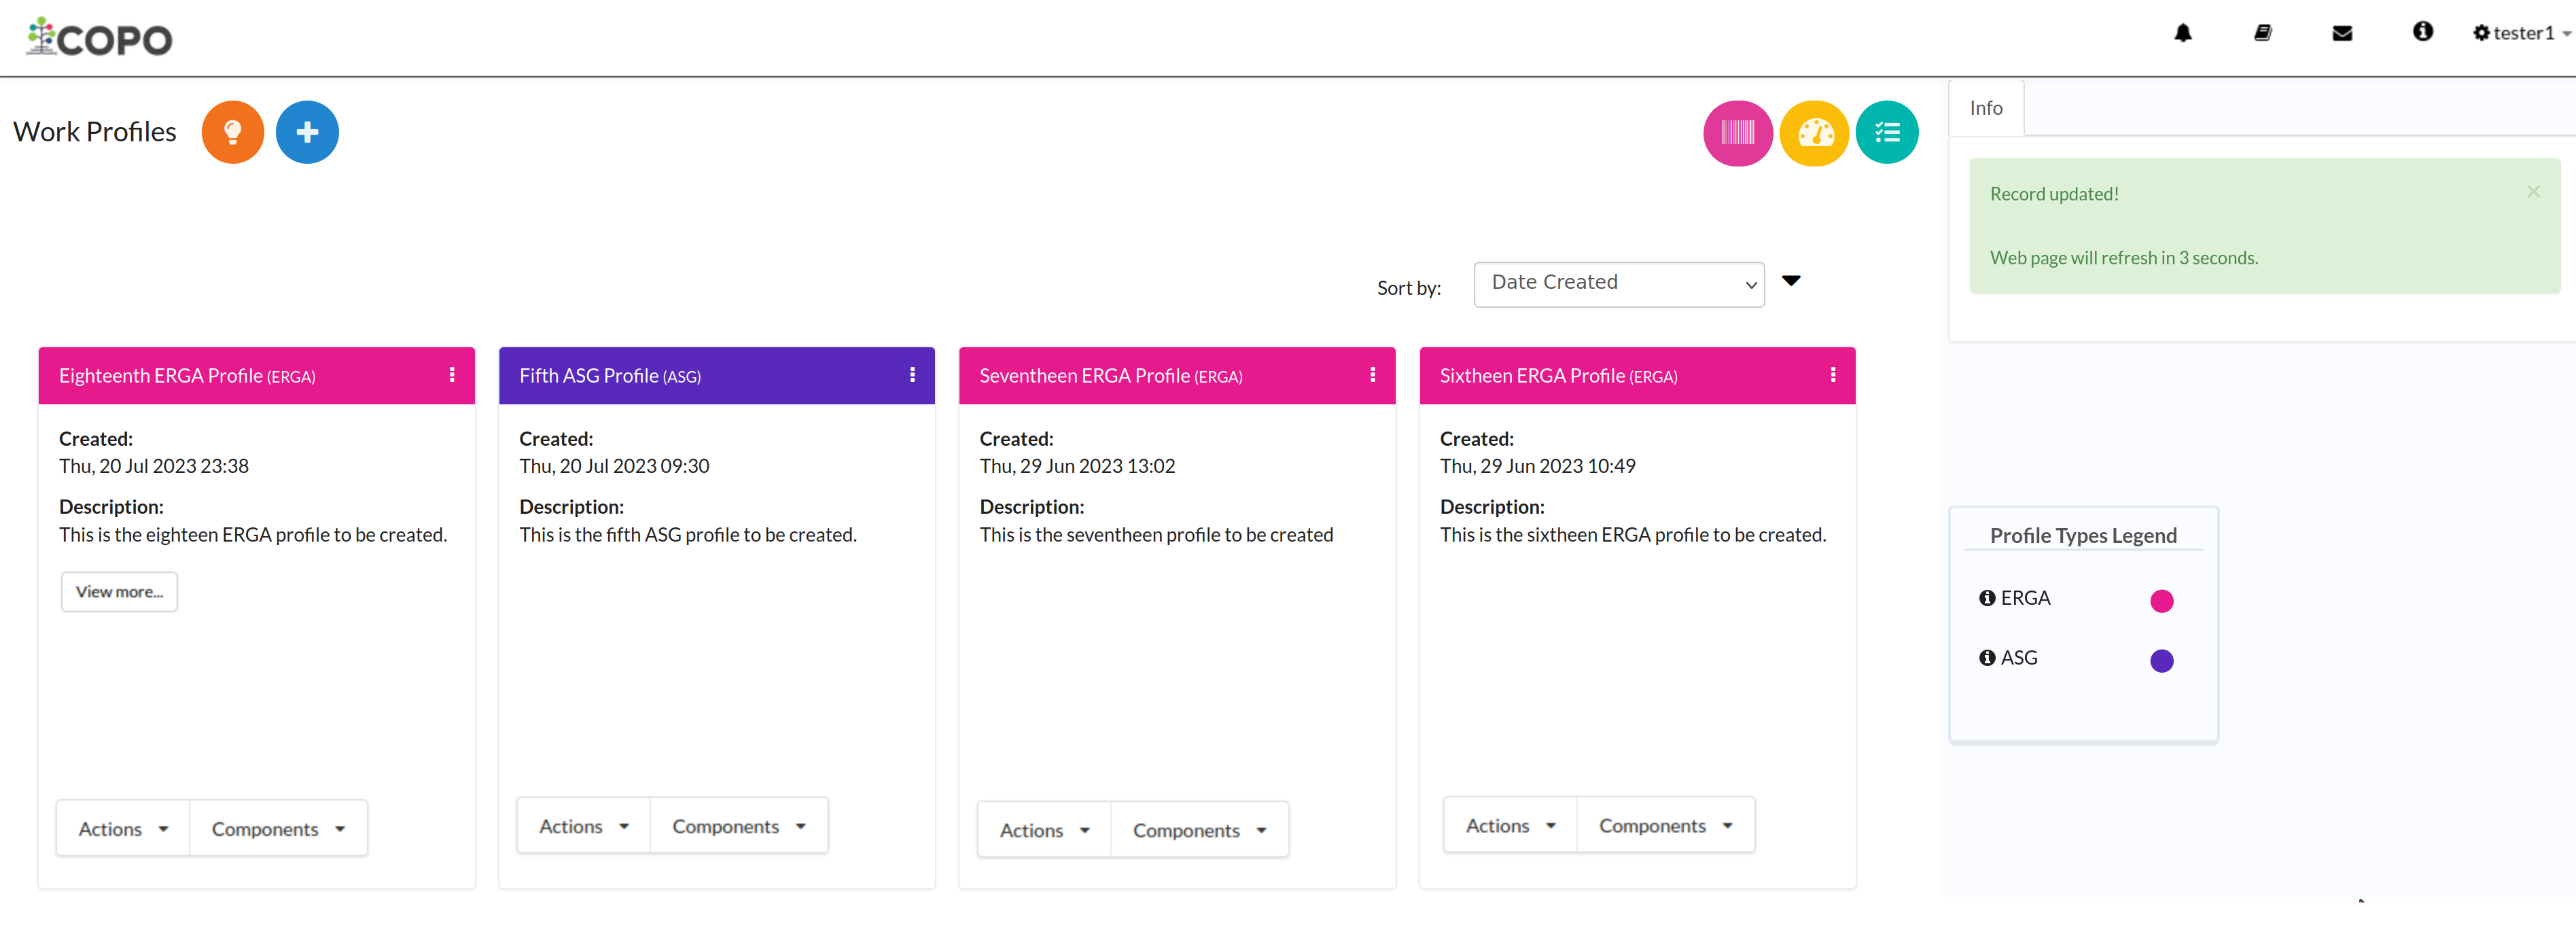 COPO
tester1
Work Profiles
Info
Record updated!
×
Web page will refresh in 3 seconds.
Sort by:
Date Created
Eighteenth ERGA Profile (ERGA)
Created:
Thu, 20 Jul 2023 23:38
Description:
This is the eighteen ERGA profile to be created.
View more...
Actions
Components
Fifth ASG Profile (ASG)
Created:
Thu, 20 Jul 2023 09:30
Description:
This is the fifth ASG profile to be created.
Actions
Components
Seventheen ERGA Profile (ERGA)
Created:
Thu, 29 Jun 2023 13:02
Description:
This is the seventheen profile to be created
Actions
Components
Sixtheen ERGA Profile (ERGA)
Created:
Thu, 29 Jun 2023 10:49
Description:
This is the sixtheen ERGA profile to be created.
Actions
Components
Profile Types Legend
ERGA
ASG